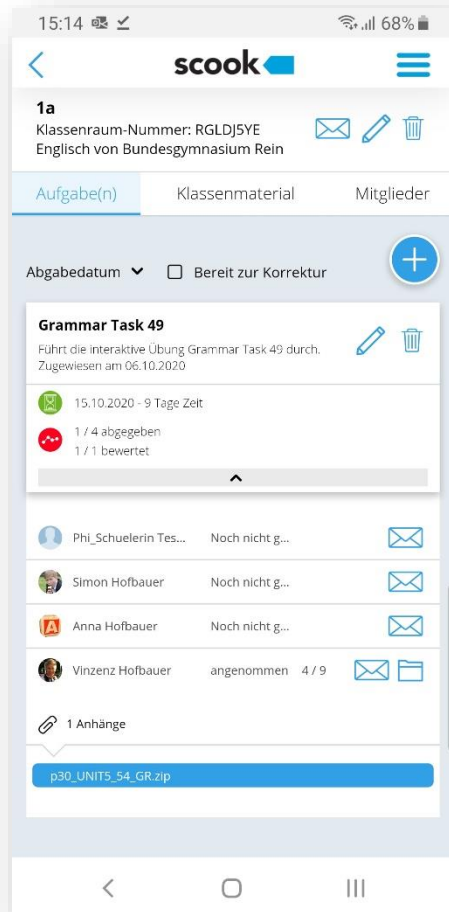 15:14 68%
scook
1a
Klassenraum-Nummer: RGLDJ5YE
Englisch von Bundesgymnasium Rein
Aufgabe(n) Klassenmaterial Mitglieder
Abgabedatum Bereit zur Korrektur
Grammar Task 49
Führt die interaktive Übung Grammar Task 49 durch.
Zugewiesen am 06.10.2020
15.10.2020 - 9 Tage Zeit
1 / 4 abgegeben
1 / 1 bewertet
Phi_Schuelerin Tes... Noch nicht g...
Simon Hofbauer Noch nicht g...
Anna Hofbauer Noch nicht g...
A
Vinzenz Hofbauer angenommen 4 / 9
1 Anhänge
p30_UNIT5_54_GR.zip